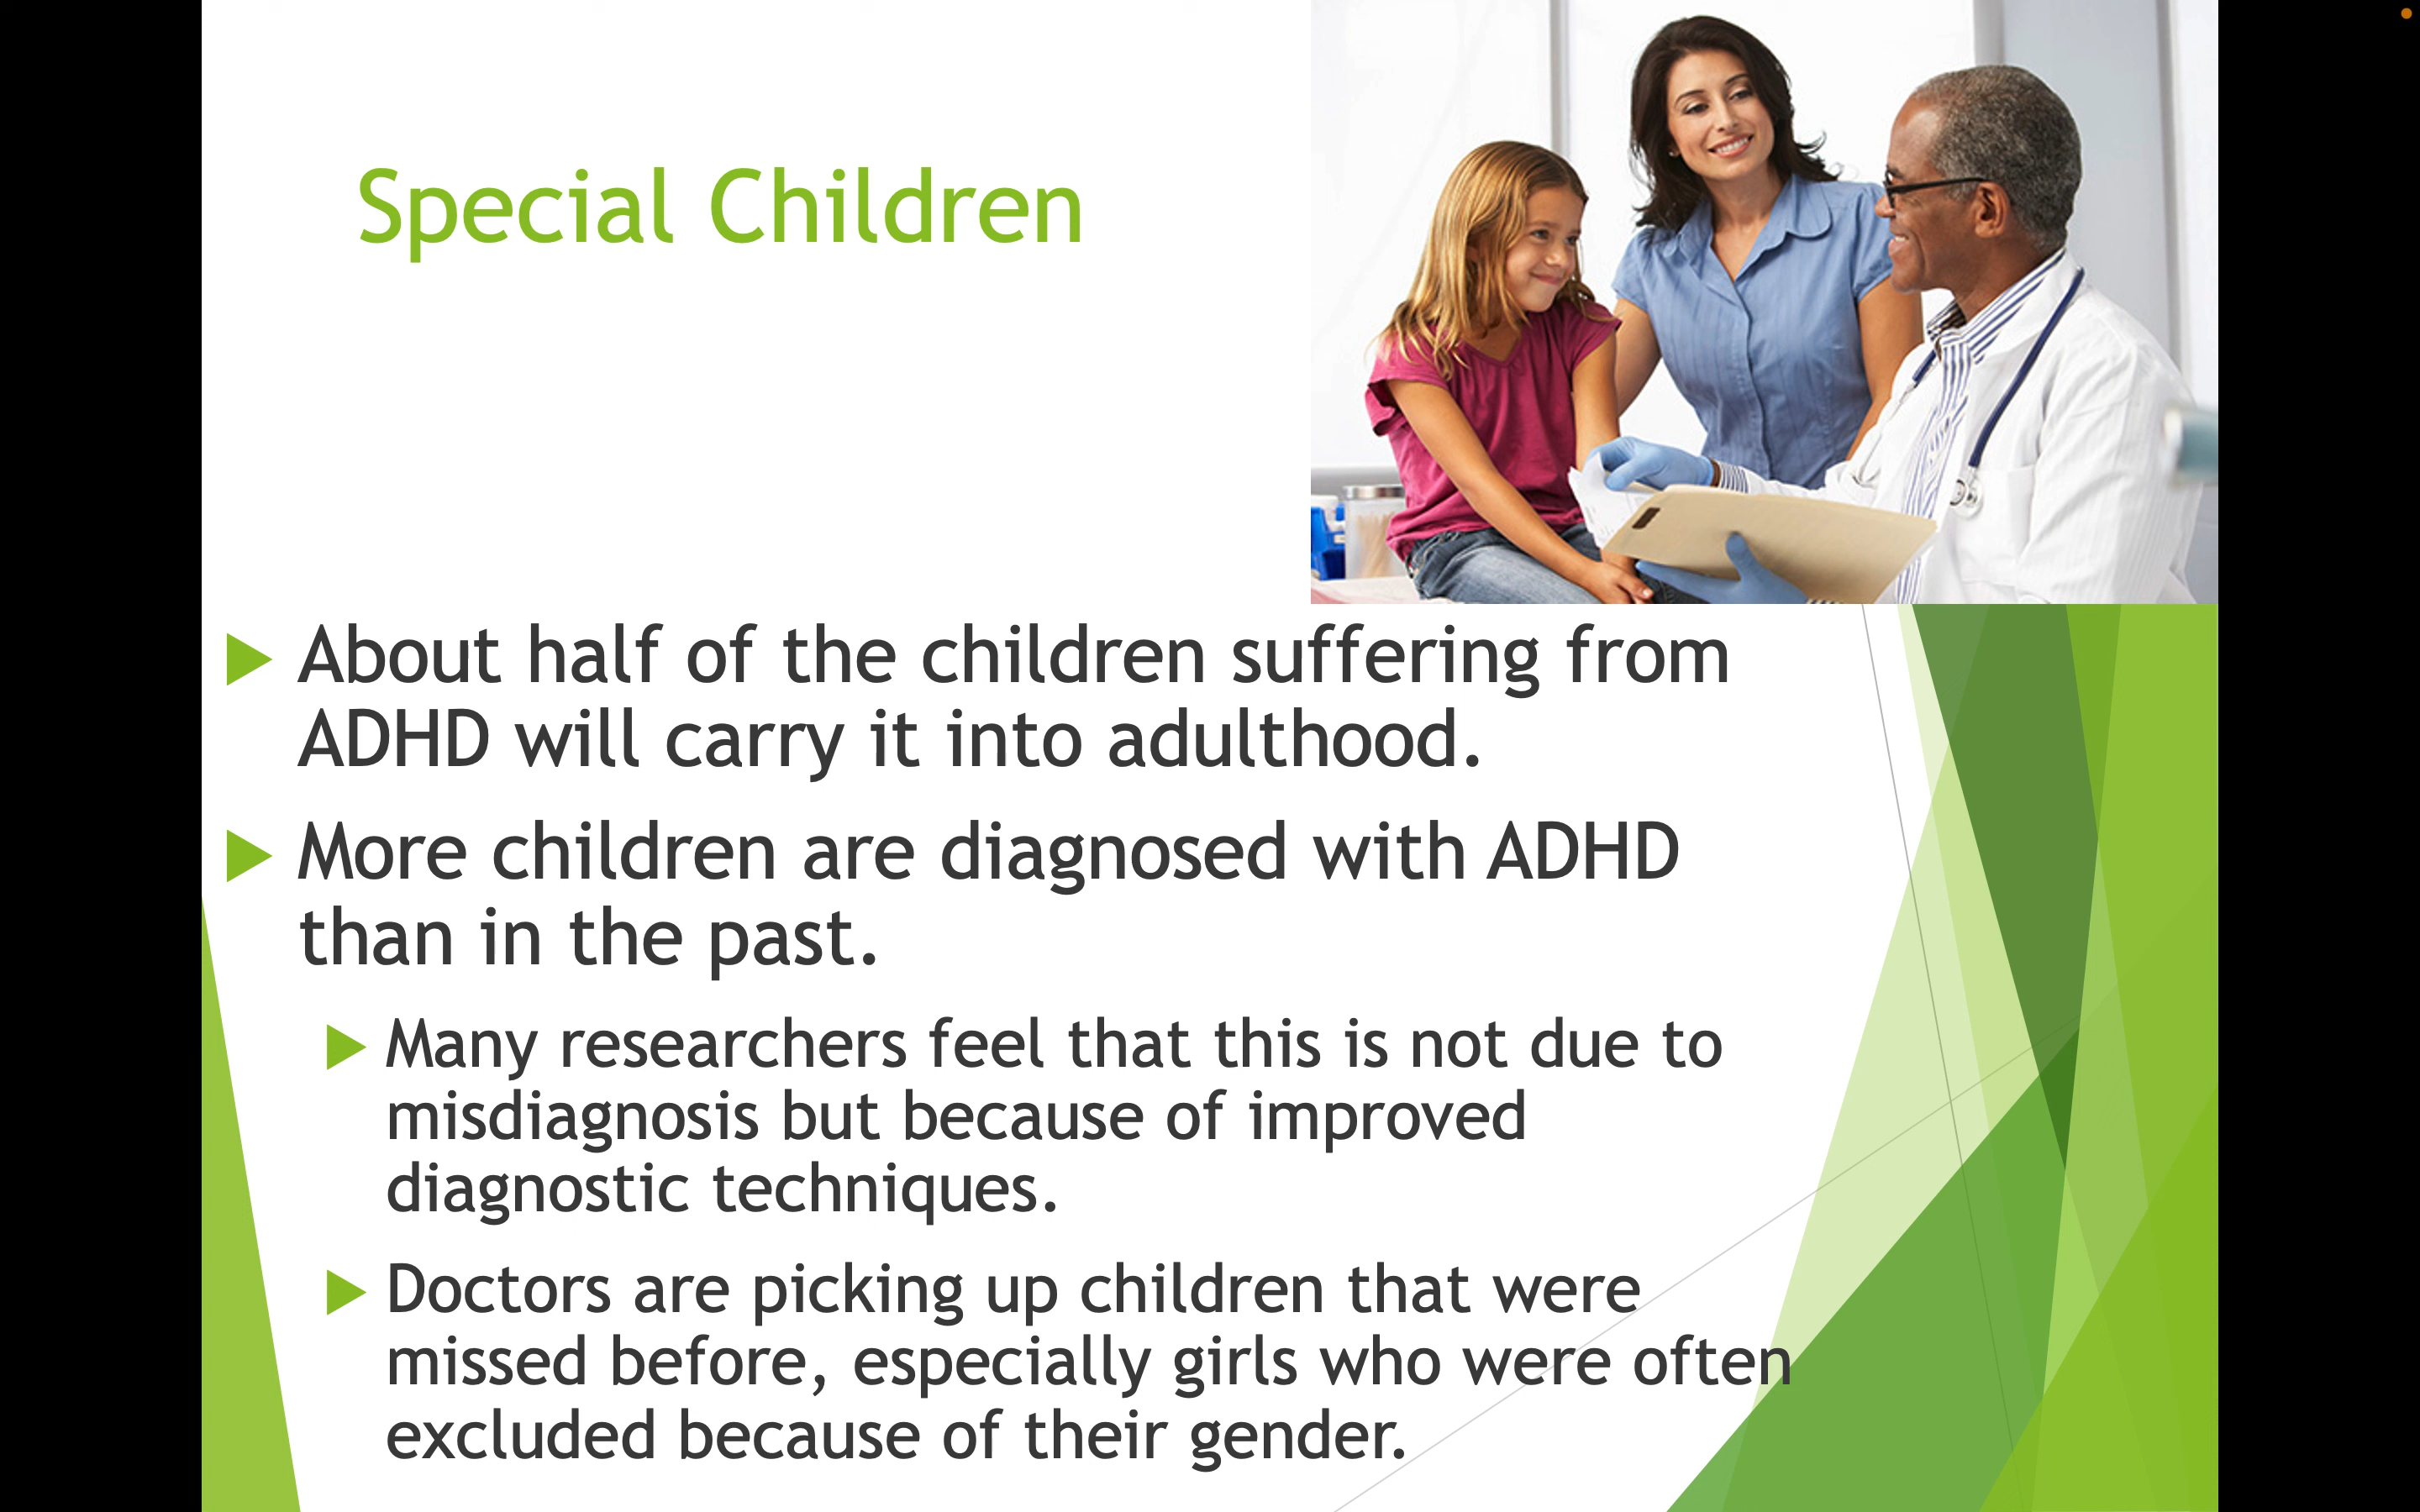 Special Children
About half of the children suffering from
ADHD will carry it into adulthood.
More children are diagnosed with ADHD
than in the past.
Many researchers feel that this is not due to
misdiagnosis but because of improved
diagnostic techniques.
Doctors are picking up children that were
missed before, especially girls who were often
excluded because of their gender.